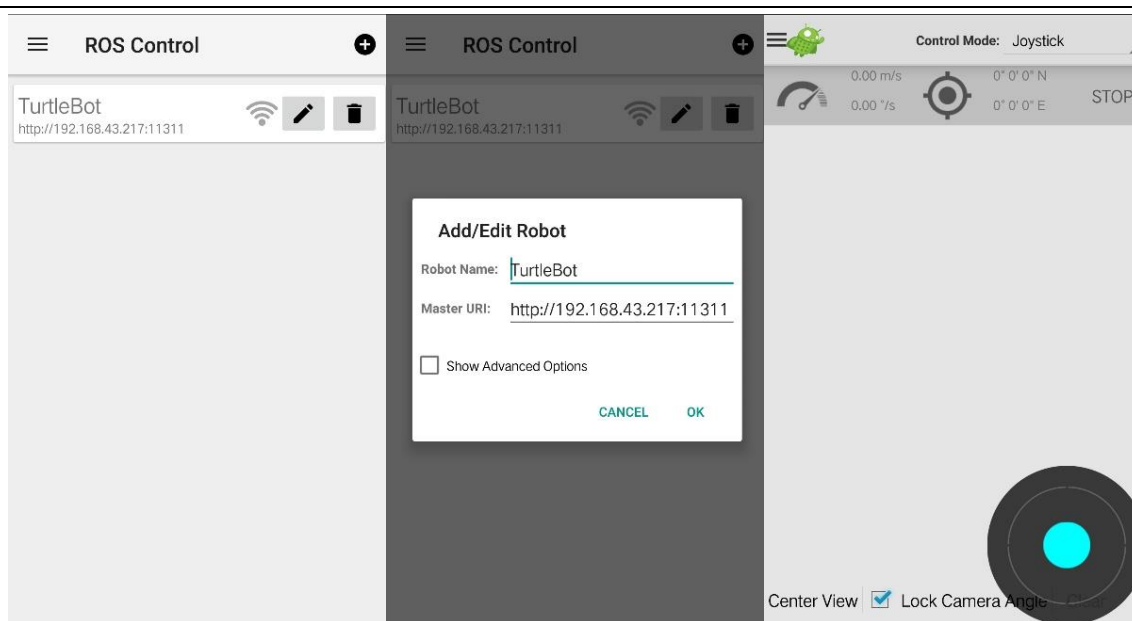 ROS Control
TurtleBot
http://192.168.43.217:11311
ROS Control
TurtleBot
http://192.168.43.217:11311
Add/Edit Robot
Robot Name: TurtleBot
Master URI: http://192.168.43.217:11311
Show Advanced Options
CANCEL OK
Control Mode: Joystick
0.00 m/s 0° 0' 0" N
0.00 °/s 0° 0' 0" E
STOP
Center View Lock Camera Angle Clear